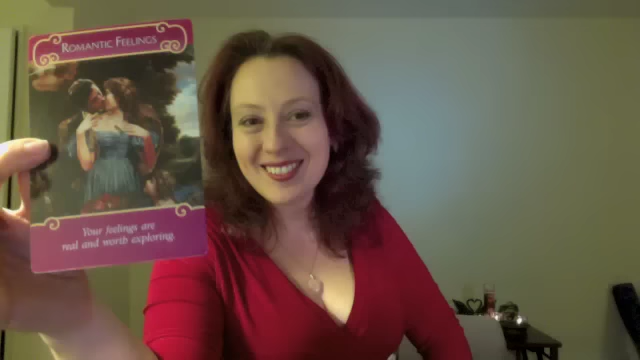 Romantic Feelings
Your feelings are
real and worth exploring.